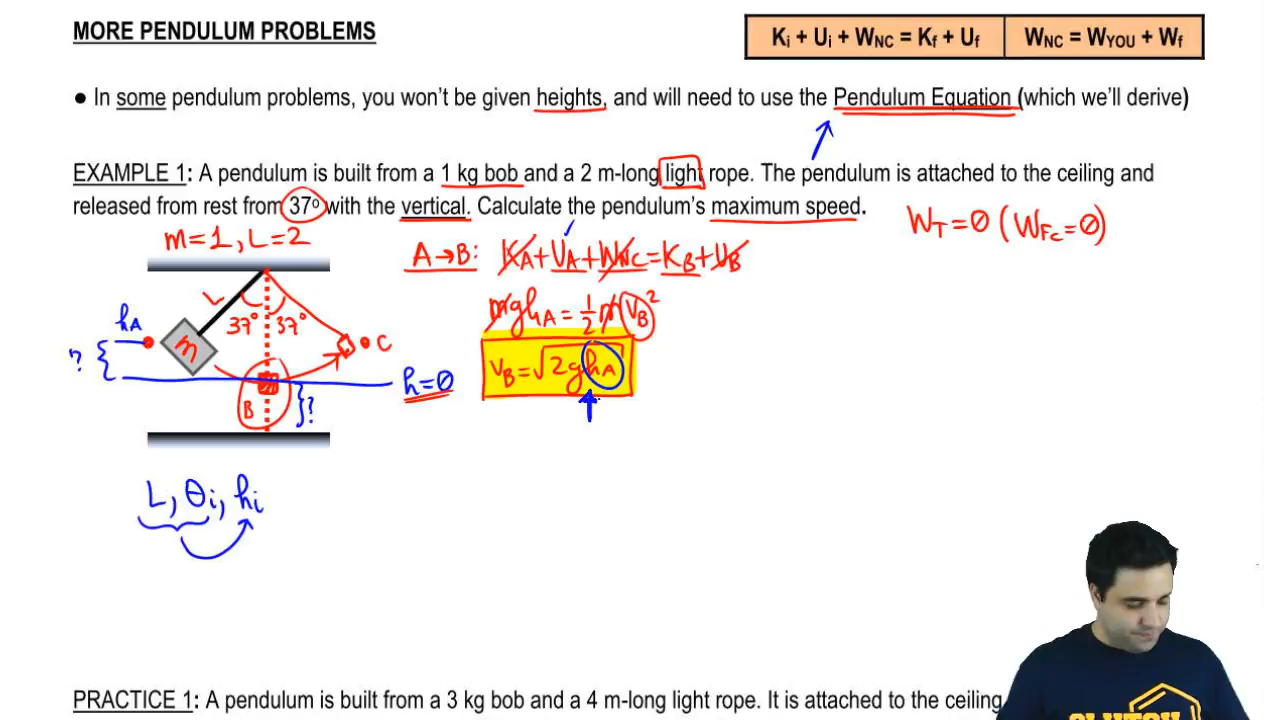 MORE PENDULUM PROBLEMS
Ki + Ui + WNC = Kf + Uf
WNC = WYOU + Wf
● In some pendulum problems, you won't be given heights, and will need to use the Pendulum Equation (which we'll derive)
EXAMPLE 1: A pendulum is built from a 1 kg bob and a 2 m-long light rope. The pendulum is attached to the ceiling and
released from rest from 37º with the vertical. Calculate the pendulum's maximum speed.
WT=0 (WFc=0)
m=1, L=2
A→B: KA+UA+WNC=KB+UB
L
hA
37° 37°
m
C
mghA = 1/2 mVB²
?
h=0
VB=√2ghA
B
?
L, θi, hi
PRACTICE 1: A pendulum is built from a 3 kg bob and a 4 m-long light rope. It is attached to the ceiling